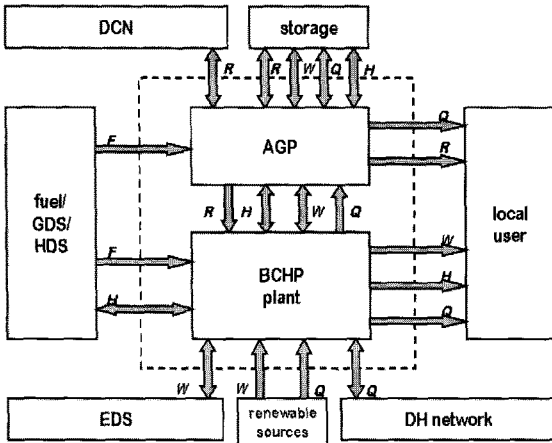 DCN
storage
R
R
W
Q
H
F
Q
R
AGP
fuel/
GDS/
HDS
local
user
R
H
W
Q
F
H
BCHP
plant
W
H
Q
W
W
Q
Q
EDS
renewable
sources
DH network